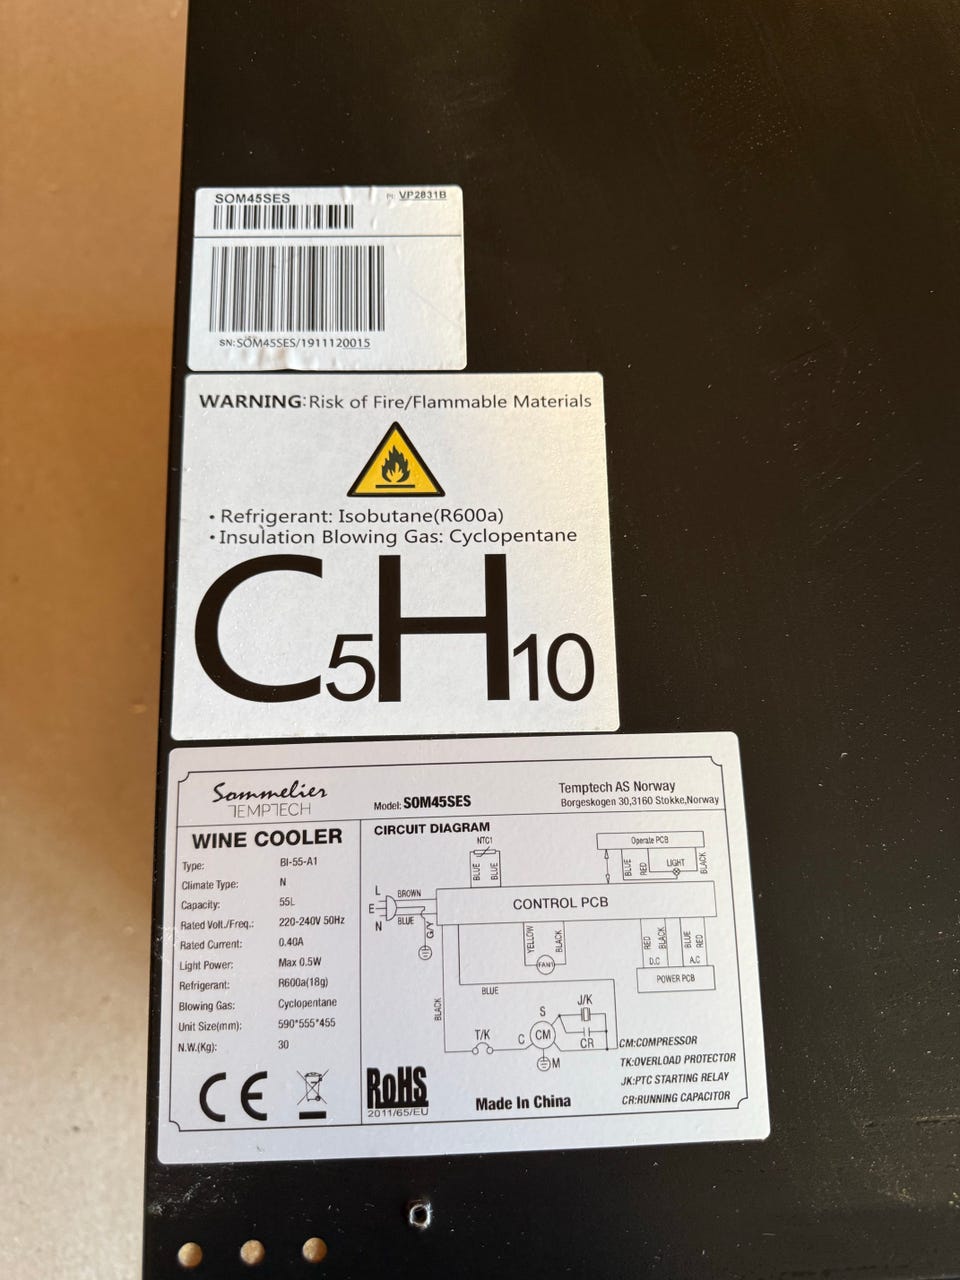 SOM45SES
PI: VP2831B
SN:SOM45SES/1911120015
WARNING:Risk of Fire/Flammable Materials
• Refrigerant: Isobutane(R600a)
• Insulation Blowing Gas: Cyclopentane
C5H10
Sommelier
TEMPTECH
Model: SOM45SES
Temptech AS Norway
Borgeskogen 30,3160 Stokke,Norway
WINE COOLER
Type: BI-55-A1
Climate Type: N
Capacity: 55L
Rated Volt./Freq.: 220-240V 50Hz
Rated Current: 0.40A
Light Power: Max 0.5W
Refrigerant: R600a(18g)
Blowing Gas: Cyclopentane
Unit Size(mm): 590*555*455
N.W.(Kg): 30
CE
CIRCUIT DIAGRAM
NTC1
BLUE
BLUE
Operate PCB
BLUE
RED
LIGHT
BLACK
L
E
N
BROWN
BLUE
G/Y
CONTROL PCB
YELLOW
BLACK
FAN1
RED
BLACK
BLUE
RED
D.C
A.C
POWER PCB
BLACK
BLUE
T/K
C
S
CM
M
J/K
CR
CM:COMPRESSOR
TK:OVERLOAD PROTECTOR
JK:PTC STARTING RELAY
CR:RUNNING CAPACITOR
RoHS
2011/65/EU
Made In China